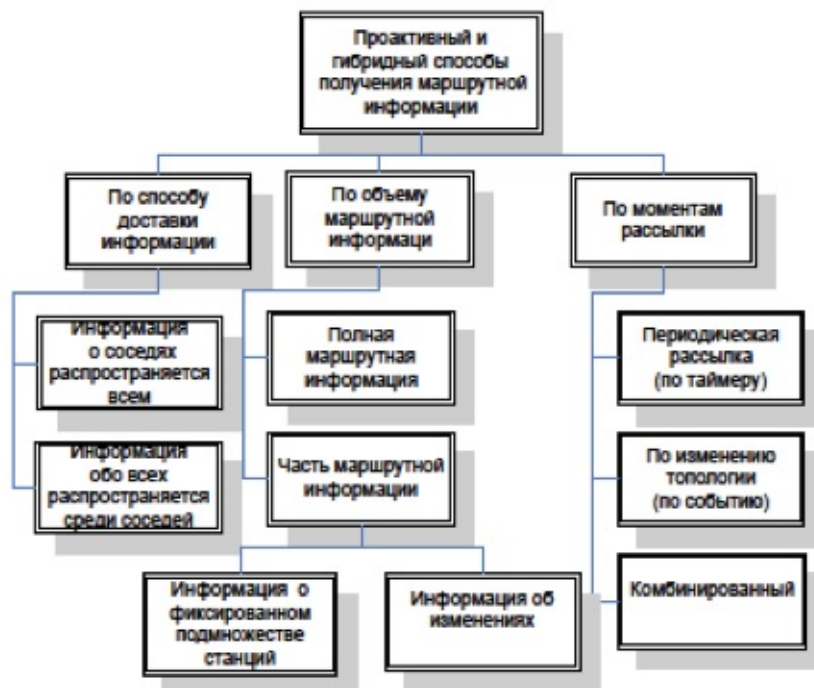 Проактивный и
гибридный способы
получения маршрутной
информации
По способу
доставки
информации
По объему
маршрутной
информаци
По моментам
рассылки
Информация
о соседях
распространяется
всем
Полная
маршрутная
информация
Периодическая
рассылка
(по таймеру)
Информация
обо всех
распространяется
среди соседей
Часть маршрутной
информации
По изменению
топологии
(по событию)
Информация о
фиксированном
подмножестве
станций
Информация об
изменениях
Комбинированный